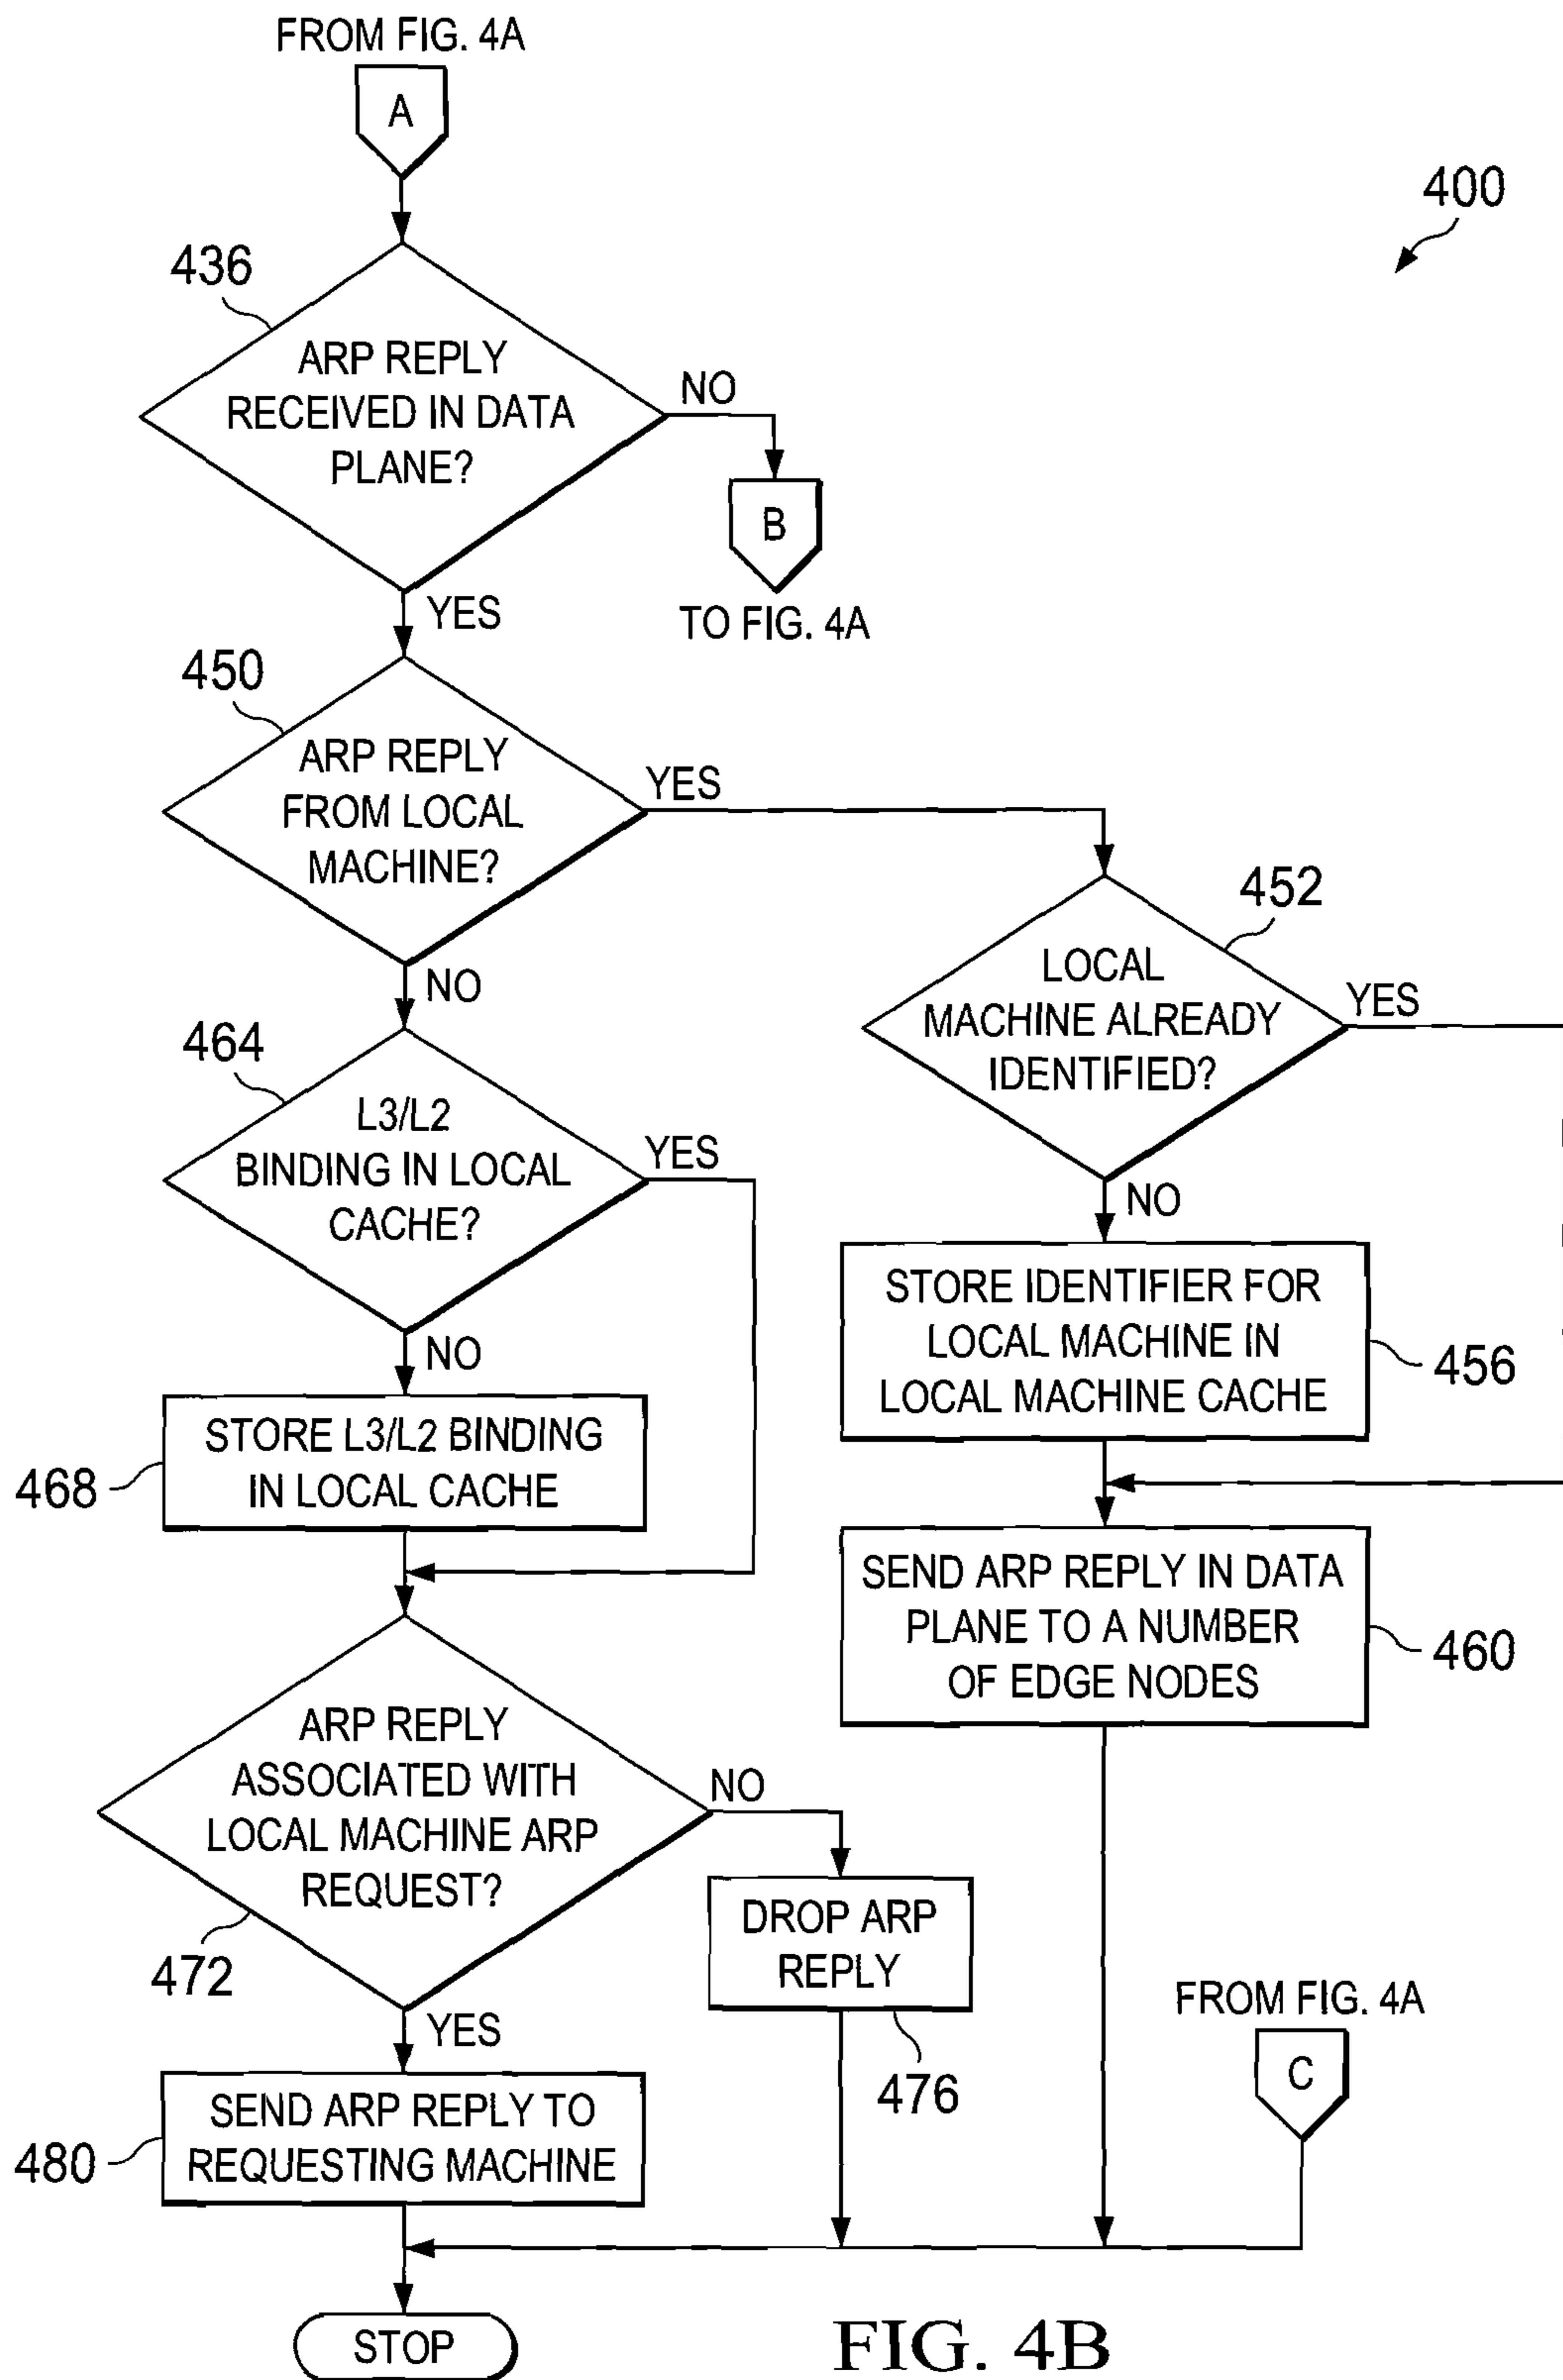 FROM FIG. 4A
A
400
436
ARP REPLY
RECEIVED IN DATA
PLANE?
NO
B
TO FIG. 4A
YES
450
ARP REPLY
FROM LOCAL
MACHINE?
YES
NO
452
LOCAL
MACHINE ALREADY
IDENTIFIED?
YES
NO
464
L3/L2
BINDING IN LOCAL
CACHE?
YES
NO
STORE IDENTIFIER FOR
LOCAL MACHINE IN
LOCAL MACHINE CACHE
456
STORE L3/L2 BINDING
IN LOCAL CACHE
468
SEND ARP REPLY IN DATA
PLANE TO A NUMBER
OF EDGE NODES
460
ARP REPLY
ASSOCIATED WITH
LOCAL MACHINE ARP
REQUEST?
NO
472
YES
DROP ARP
REPLY
476
FROM FIG. 4A
C
SEND ARP REPLY TO
REQUESTING MACHINE
480
STOP
FIG. 4B